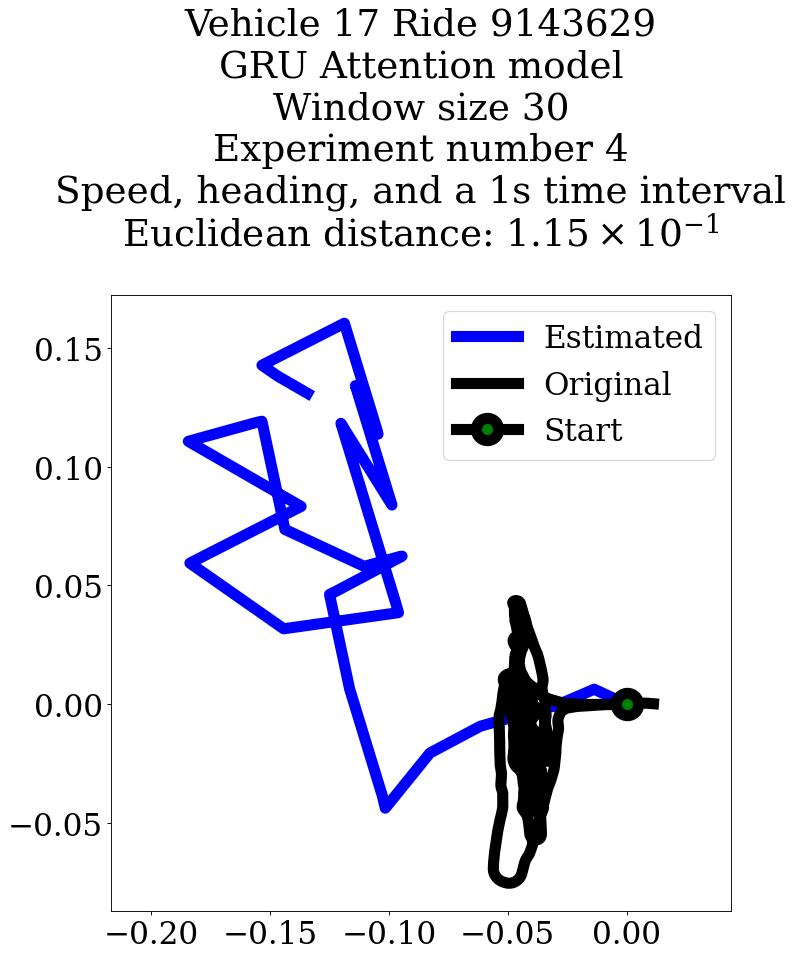 Vehicle 17 Ride 9143629
GRU Attention model
Window size 30
Experiment number 4
Speed, heading, and a 1s time interval
Euclidean distance: 1.15 × 10⁻¹
Estimated
Original
Start
0.15
0.10
0.05
0.00
−0.05
−0.20 −0.15 −0.10 −0.05 0.00